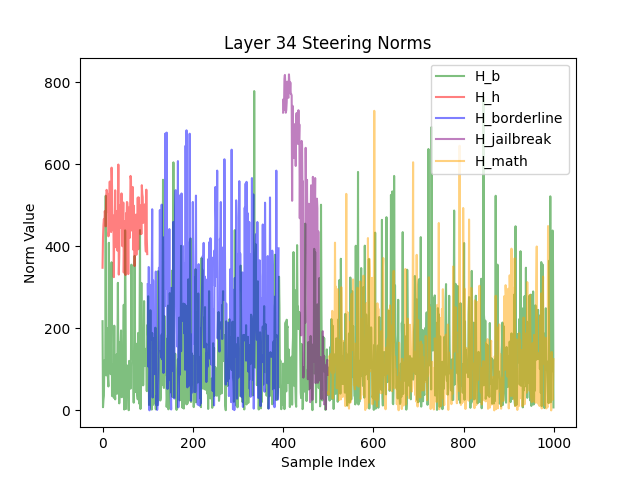 Layer 34 Steering Norms
H_b
H_h
H_borderline
H_jailbreak
H_math
Norm Value
800
600
400
200
0
0 200 400 600 800 1000
Sample Index